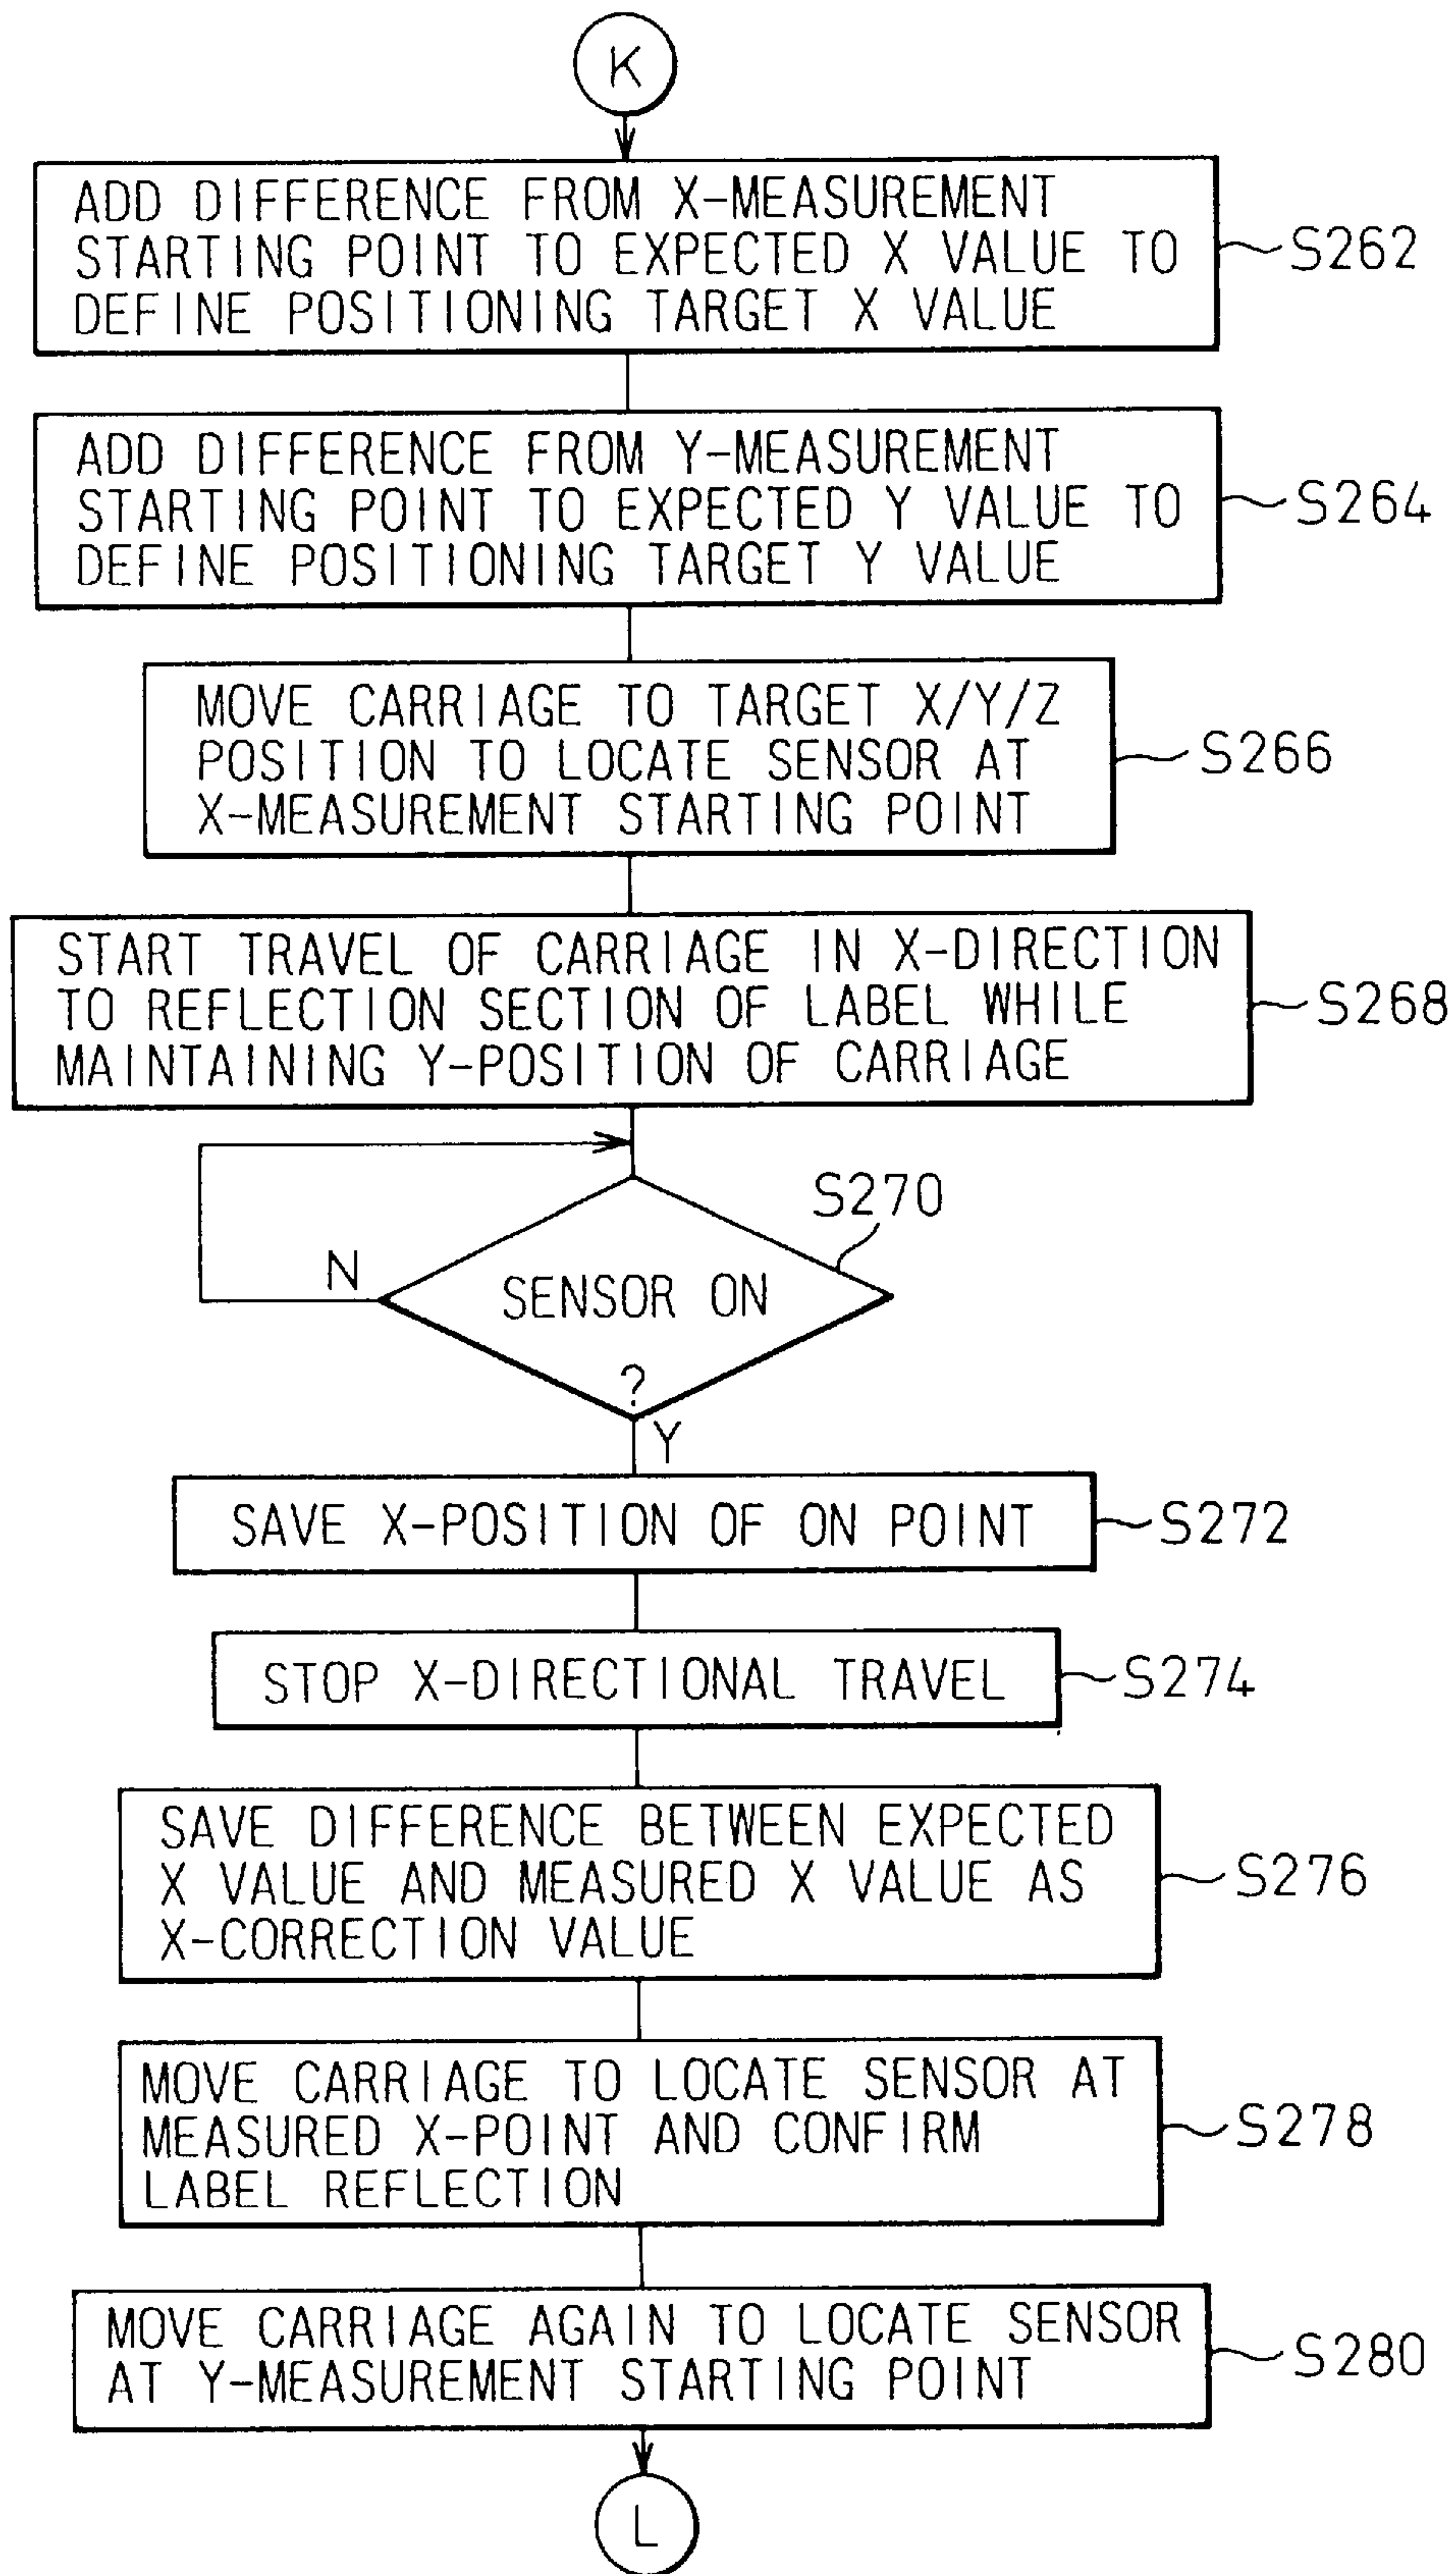 K
ADD DIFFERENCE FROM X-MEASUREMENT
STARTING POINT TO EXPECTED X VALUE TO
DEFINE POSITIONING TARGET X VALUE
S262
ADD DIFFERENCE FROM Y-MEASUREMENT
STARTING POINT TO EXPECTED Y VALUE TO
DEFINE POSITIONING TARGET Y VALUE
S264
MOVE CARRIAGE TO TARGET X/Y/Z
POSITION TO LOCATE SENSOR AT
X-MEASUREMENT STARTING POINT
S266
START TRAVEL OF CARRIAGE IN X-DIRECTION
TO REFLECTION SECTION OF LABEL WHILE
MAINTAINING Y-POSITION OF CARRIAGE
S268
S270
N
SENSOR ON
?
Y
SAVE X-POSITION OF ON POINT
S272
STOP X-DIRECTIONAL TRAVEL
S274
SAVE DIFFERENCE BETWEEN EXPECTED
X VALUE AND MEASURED X VALUE AS
X-CORRECTION VALUE
S276
MOVE CARRIAGE TO LOCATE SENSOR AT
MEASURED X-POINT AND CONFIRM
LABEL REFLECTION
S278
MOVE CARRIAGE AGAIN TO LOCATE SENSOR
AT Y-MEASUREMENT STARTING POINT
S280
L